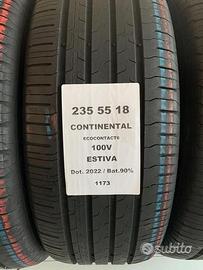 235 55 18
CONTINENTAL
ECOCONTACT6
100V
ESTIVA
Dot. 2022 / Bat.90%
1173
subito